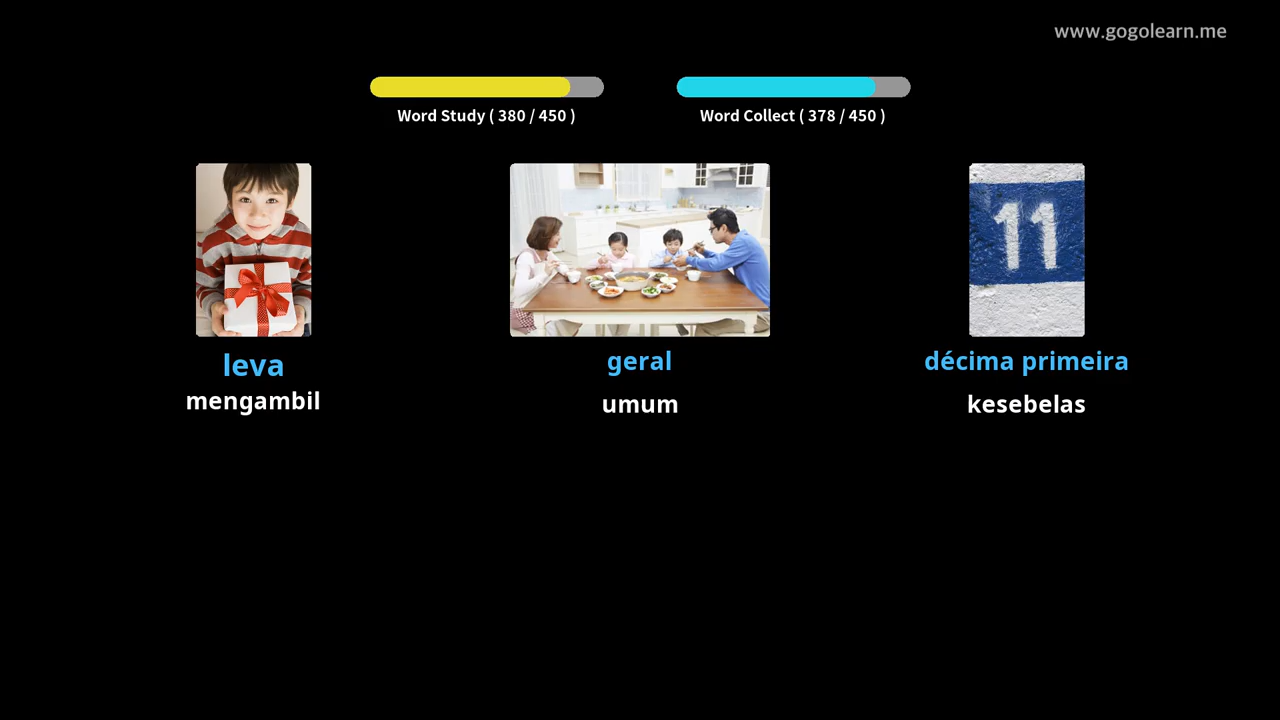 www.gogolearn.me
Word Study ( 380 / 450 )
Word Collect ( 378 / 450 )
11
leva
mengambil
geral
umum
décima primeira
kesebelas